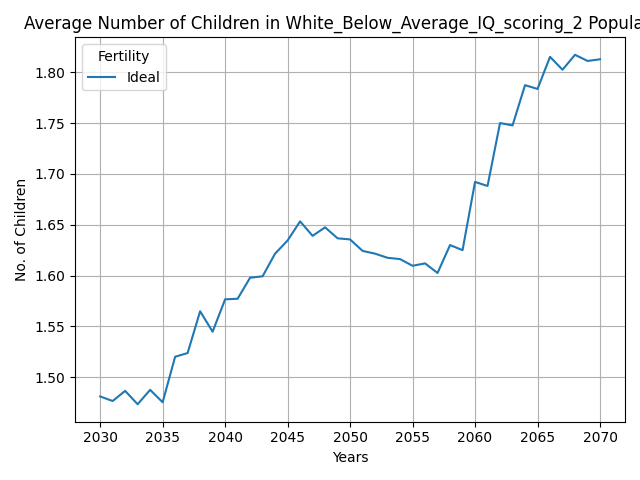 Average Number of Children in White_Below_Average_IQ_scoring_2 Popula
Fertility
Ideal
No. of Children
1.80
1.75
1.70
1.65
1.60
1.55
1.50
2030 2035 2040 2045 2050 2055 2060 2065 2070
Years